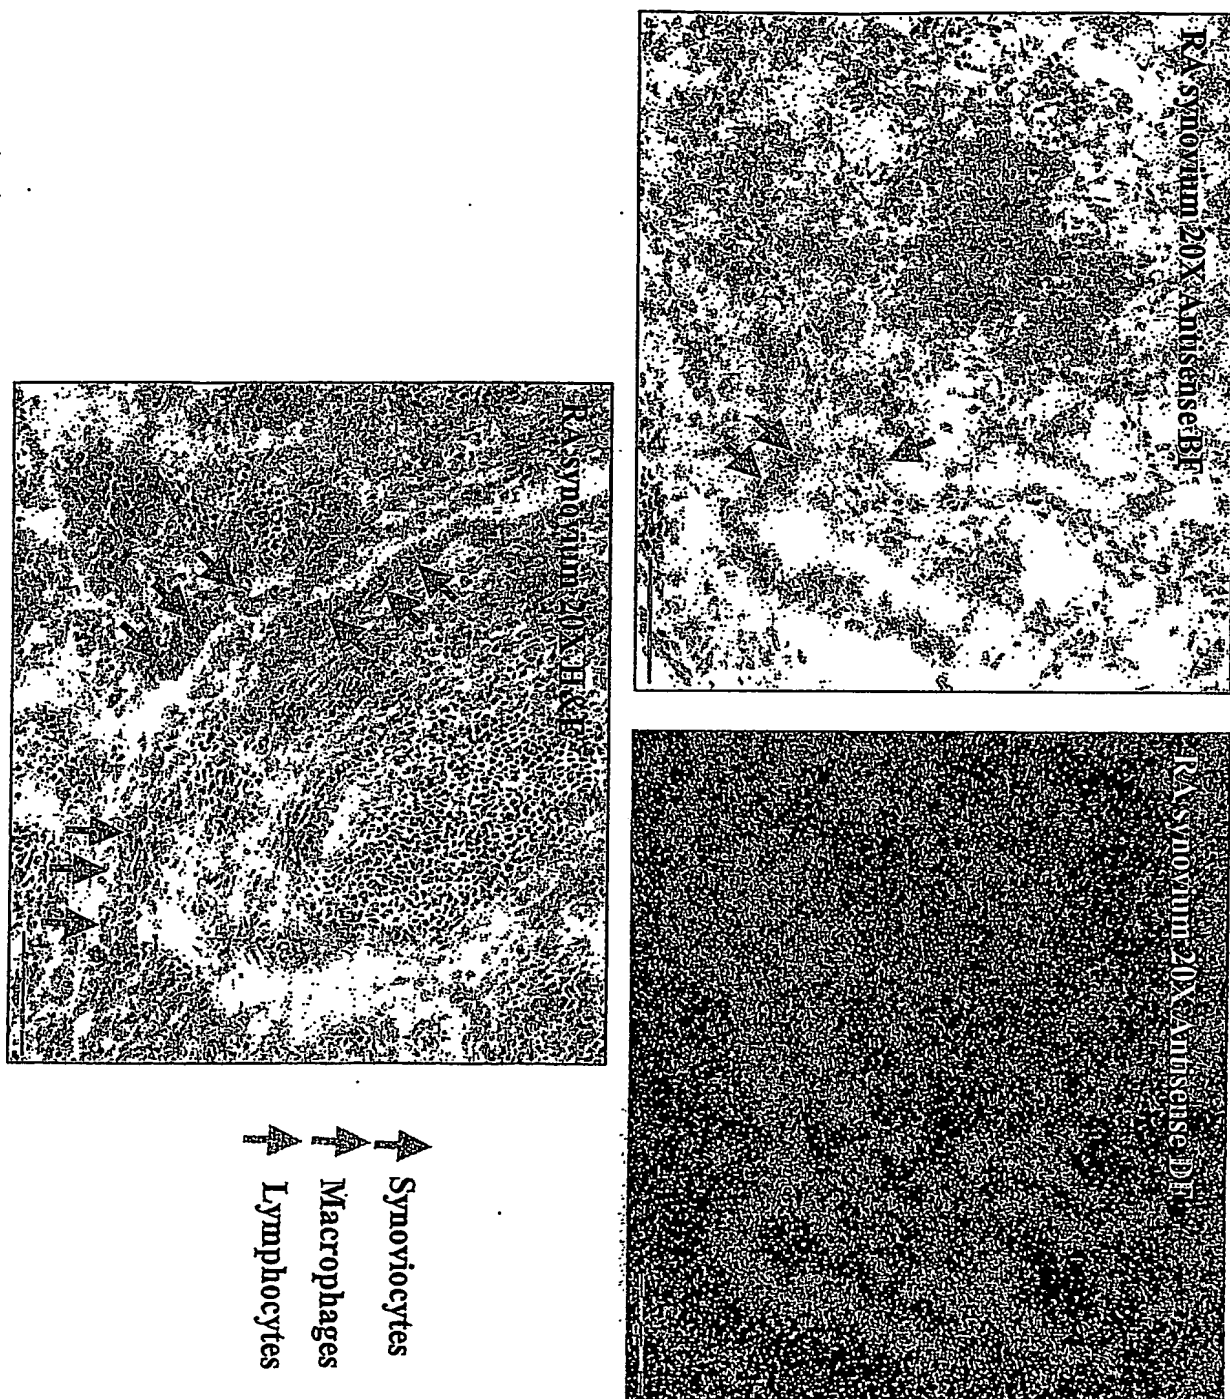 RA synovium 20X Antisense BF
RA synovium 20X Antisense DF
RA synovium 20X H&E
Synoviocytes
Macrophages
Lymphocytes